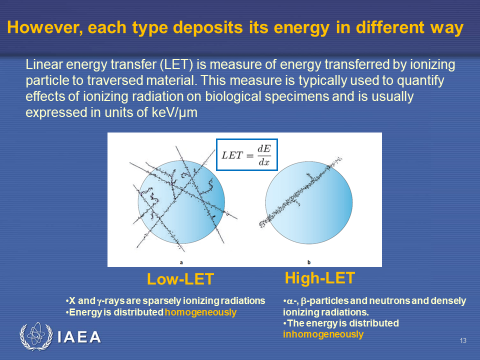 However, each type deposits its energy in different way
Linear energy transfer (LET) is measure of energy transferred by ionizing
particle to traversed material. This measure is typically used to quantify
effects of ionizing radiation on biological specimens and is usually
expressed in units of keV/μm
LET = dE/dx
a
b
Low-LET
High-LET
•X and γ-rays are sparsely ionizing radiations
•Energy is distributed homogeneously
•α-, β-particles and neutrons and densely
ionizing radiations.
•The energy is distributed
inhomogeneously
IAEA
13